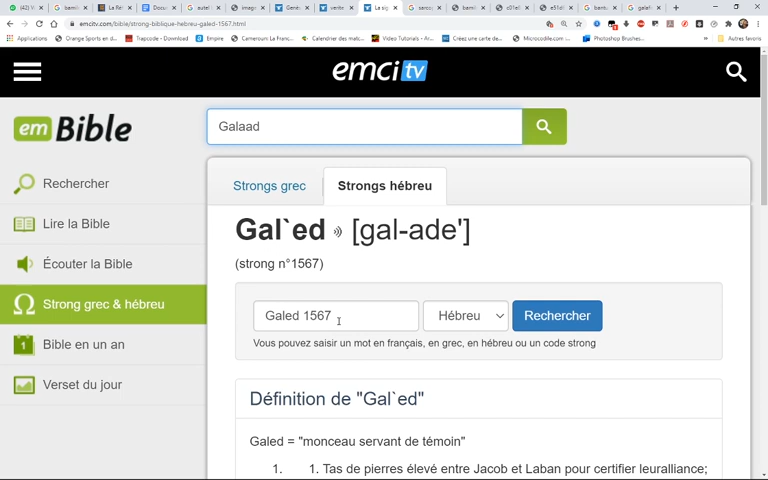 emcitv.com/bible/strong-biblique-hebreu-galed-1567.html
Applications Orange Sports en d... Trapcode - Download Empire Cameroun: La Franç... Calendrier des mat... Video Tutorials - Ar... Créez une carte de... Microcode.com... Photoshop Brushes... » Autres favoris
emci tv
em Bible
Galaad
Rechercher
Lire la Bible
Écouter la Bible
Strong grec & hébreu
Bible en un an
Verset du jour
Strongs grec Strongs hébreu
Gal`ed [gal-ade']
(strong n°1567)
Galed 1567 Hébreu Rechercher
Vous pouvez saisir un mot en français, en grec, en hébreu ou un code strong
Définition de "Gal`ed"
Galed = "monceau servant de témoin"
1. 1. Tas de pierres élevé entre Jacob et Laban pour certifier leuralliance;